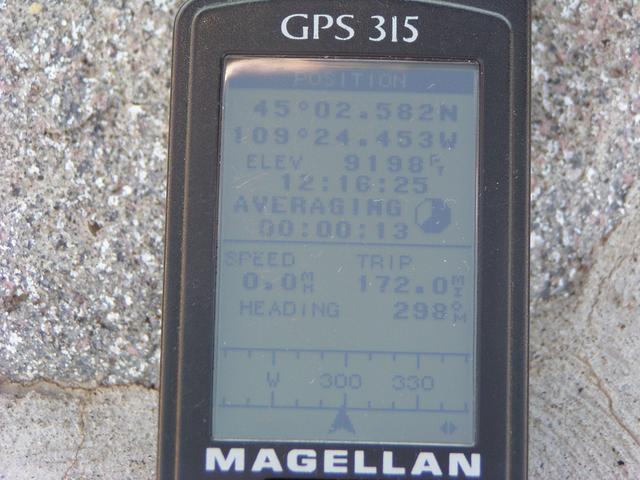 GPS 315
POSITION
45°02.582N
109°24.453W
ELEV 9198FT
12:16:25
AVERAGING
00:00:13
SPEED TRIP
0.0MH 172.0MI
HEADING 298°M
W 300 330
MAGELLAN